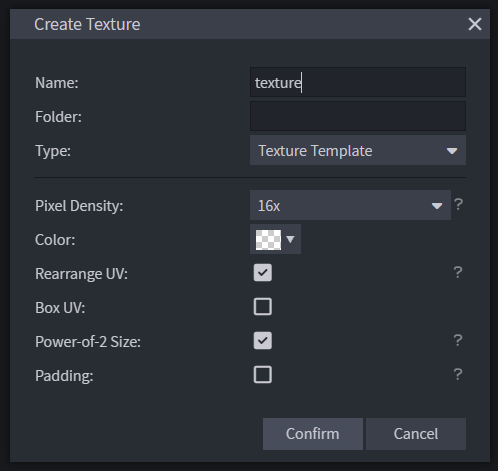 Create Texture
Name: texture
Folder:
Type: Texture Template
Pixel Density: 16x ?
Color:
Rearrange UV: ?
Box UV:
Power-of-2 Size: ?
Padding: ?
Confirm Cancel